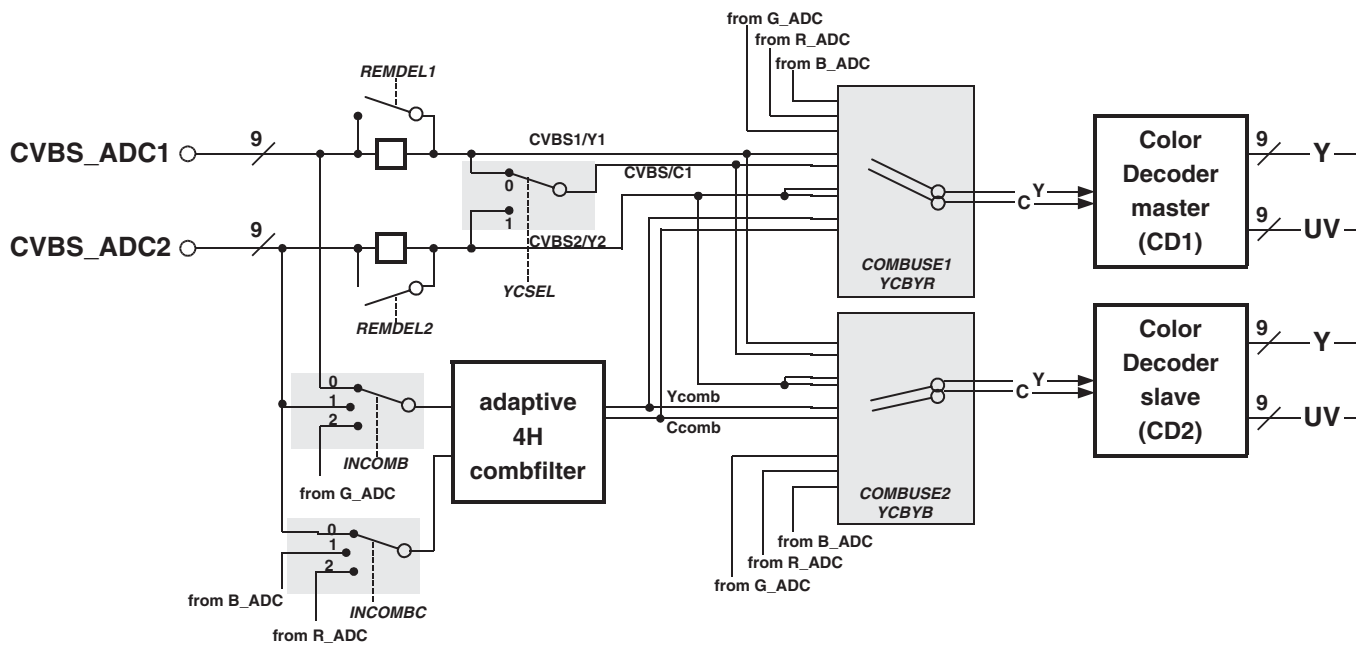 from G_ADC
from R_ADC
from B_ADC
REMDEL1
CVBS_ADC1
9
CVBS1/Y1
CVBS/C1
0
1
CVBS_ADC2
9
CVBS2/Y2
YCSEL
REMDEL2
COMBUSE1
YCBYR
Y
C
Color
Decoder
master
(CD1)
9
Y
9
UV
0
1
2
INCOMB
from G_ADC
adaptive
4H
combfilter
Ycomb
Ccomb
COMBUSE2
YCBYB
Y
C
Color
Decoder
slave
(CD2)
9
Y
9
UV
0
1
2
INCOMBC
from B_ADC
from R_ADC
from B_ADC
from R_ADC
from G_ADC